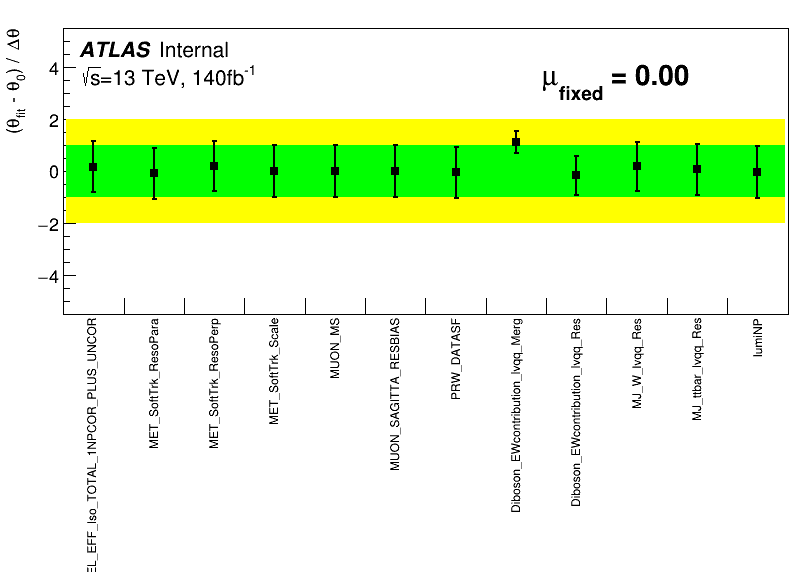 (θfit - θ0) / Δθ
ATLAS Internal
√s=13 TeV, 140fb-1
μfixed = 0.00
4
2
0
−2
−4
EL_EFF_Iso_TOTAL_1NPCOR_PLUS_UNCOR
MET_SoftTrk_ResoPara
MET_SoftTrk_ResoPerp
MET_SoftTrk_Scale
MUON_MS
MUON_SAGITTA_RESBIAS
PRW_DATASF
Diboson_EWcontribution_lvqq_Merg
Diboson_EWcontribution_lvqq_Res
MJ_W_lvqq_Res
MJ_ttbar_lvqq_Res
lumiNP